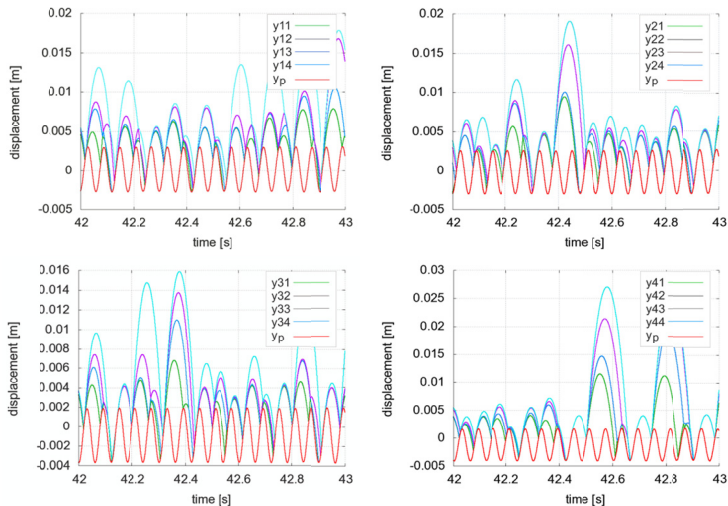 0.02
0.015
0.01
0.005
0
-0.005
displacement [m]
y11
y12
y13
y14
yp
42 42.2 42.4 42.6 42.8 43
time [s]
0.02
0.015
0.01
0.005
0
-0.005
displacement [m]
y21
y22
y23
y24
yp
42 42.2 42.4 42.6 42.8 43
time [s]
0.016
0.014
0.012
0.01
0.008
0.006
0.004
0.002
0
-0.002
-0.004
displacement [m]
y31
y32
y33
y34
yp
42 42.2 42.4 42.6 42.8 43
time [s]
0.03
0.025
0.02
0.015
0.01
0.005
0
-0.005
displacement [m]
y41
y42
y43
y44
yp
42 42.2 42.4 42.6 42.8 43
time [s]